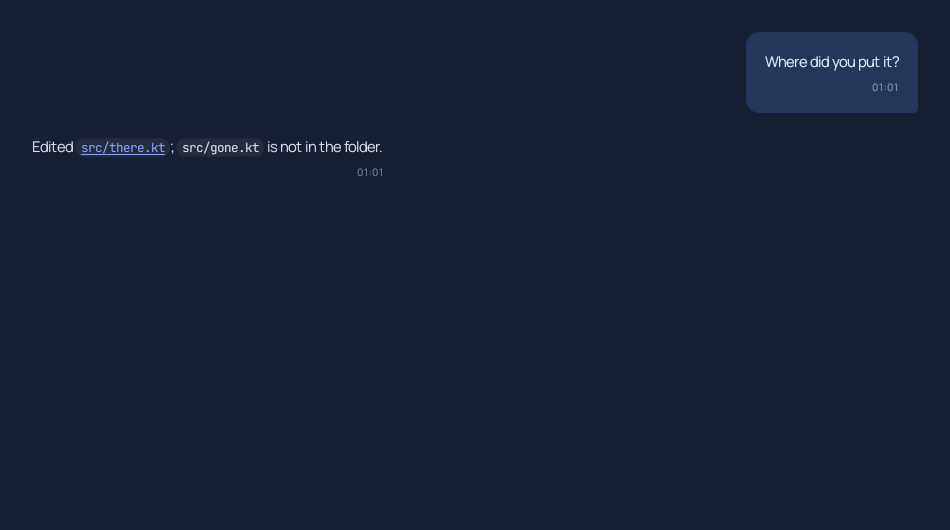 Where did you put it?
01:01
Edited src/there.kt ; src/gone.kt is not in the folder.
01:01